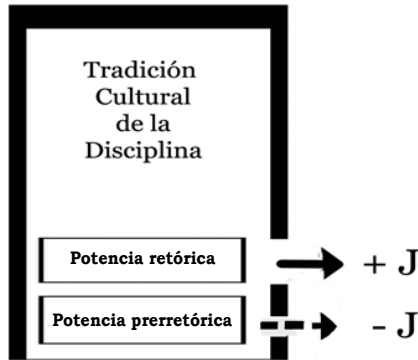 Tradición
Cultural
de la
Disciplina
Potencia retórica
+ J
Potencia prerretórica
- J